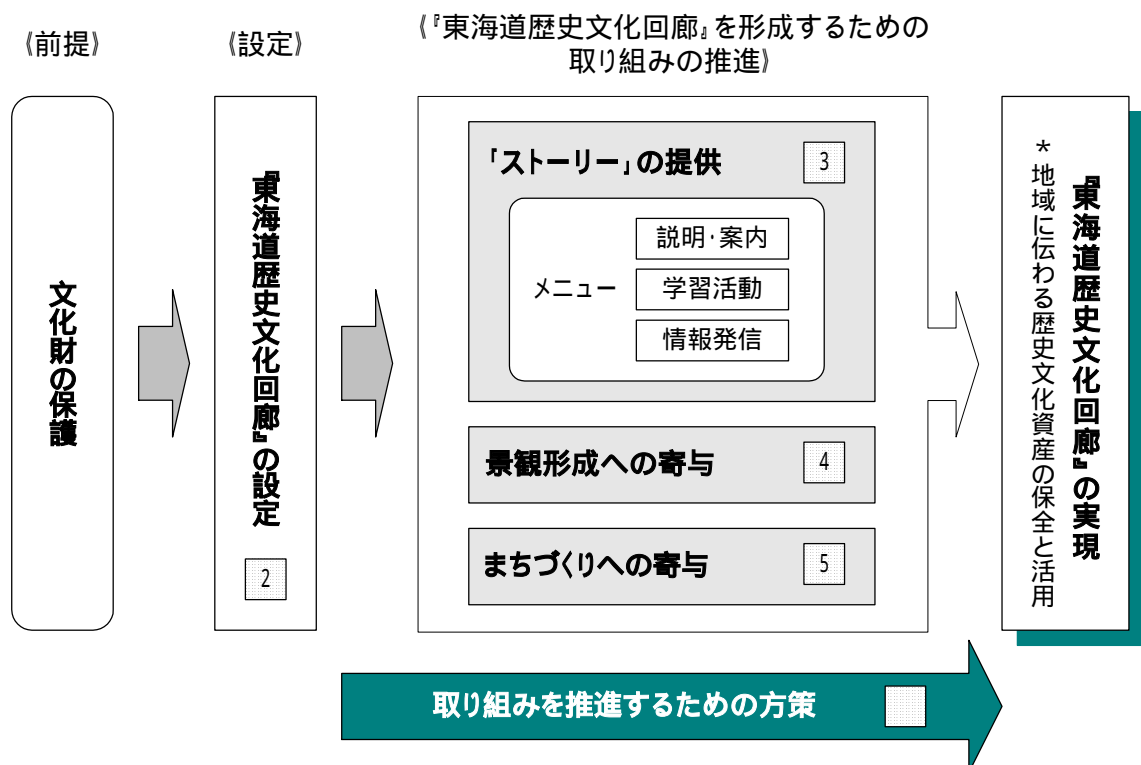 《前提》
《設定》
《『東海道歴史文化回廊』を形成するための
取り組みの推進》
文化財の保護
『東海道歴史文化回廊』の設定
2
「ストーリー」の提供
3
メニュー
説明・案内
学習活動
情報発信
景観形成への寄与
4
まちづくりへの寄与
5
『東海道歴史文化回廊』の実現
*地域に伝わる歴史文化資産の保全と活用
取り組みを推進するための方策